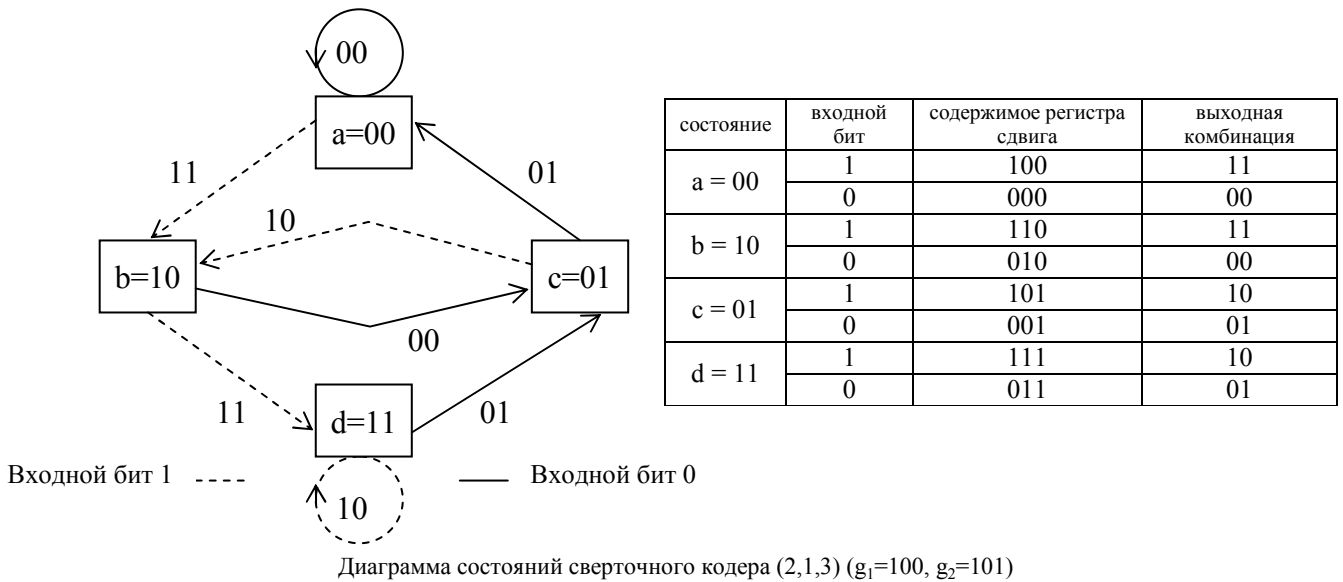 00
a=00
11
01
10
b=10
c=01
00
11
d=11
01
Входной бит 1
Входной бит 0
10
состояние входной бит содержимое регистра сдвига выходная комбинация
a = 00 1 100 11
0 000 00
b = 10 1 110 11
0 010 00
c = 01 1 101 10
0 001 01
d = 11 1 111 10
0 011 01
Диаграмма состояний сверточного кодера (2,1,3) (g₁=100, g₂=101)